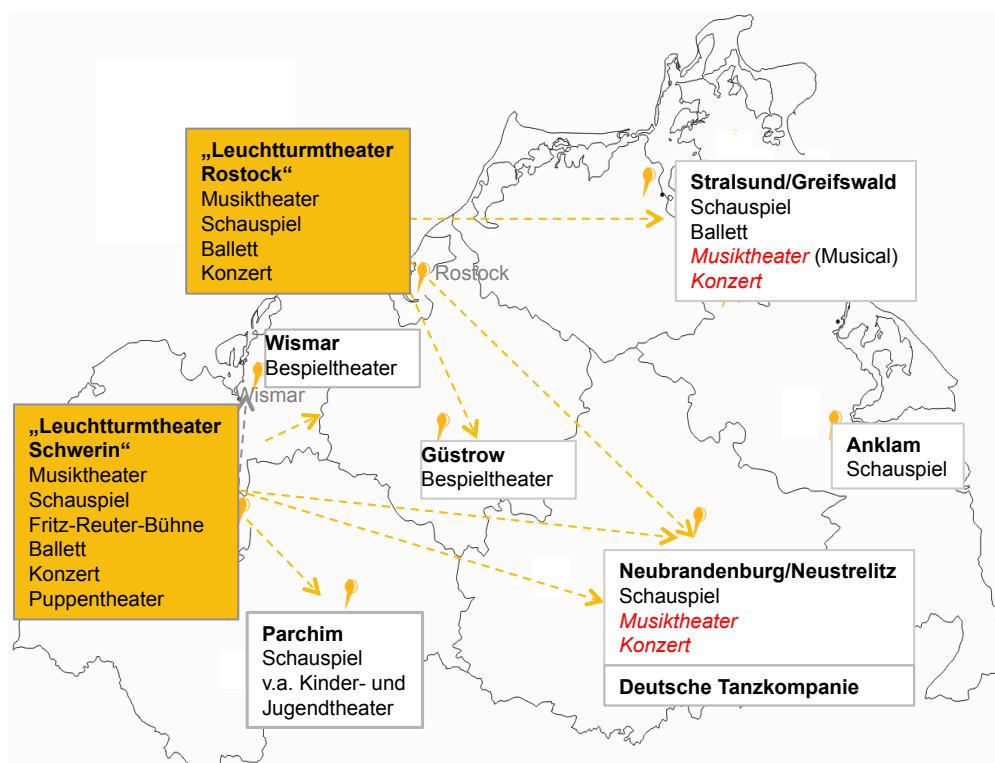 „Leuchtturmtheater
Rostock“
Musiktheater
Schauspiel
Ballett
Konzert
Stralsund/Greifswald
Schauspiel
Ballett
Musiktheater (Musical)
Konzert
Rostock
Wismar
Bespieltheater
Wismar
„Leuchtturmtheater
Schwerin“
Musiktheater
Schauspiel
Fritz-Reuter-Bühne
Ballett
Konzert
Puppentheater
Güstrow
Bespieltheater
Anklam
Schauspiel
Neubrandenburg/Neustrelitz
Schauspiel
Musiktheater
Konzert
Deutsche Tanzkompanie
Parchim
Schauspiel
v.a. Kinder- und
Jugendtheater